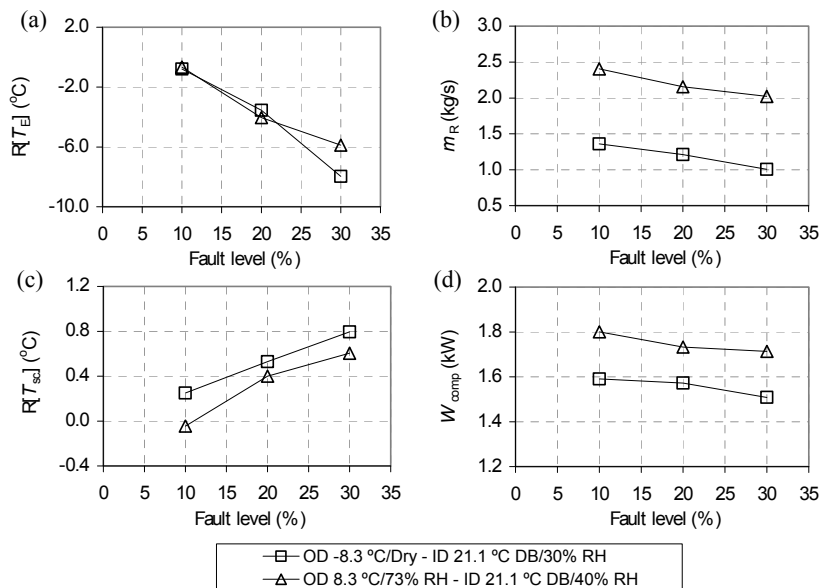 (a)
2.0
-2.0
-6.0
-10.0
R[T_E] (°C)
0 5 10 15 20 25 30 35
Fault level (%)
(b)
3.0
2.5
2.0
1.5
1.0
0.5
m_R (kg/s)
0 5 10 15 20 25 30 35
Fault level (%)
(c)
1.2
0.8
0.4
0.0
-0.4
R[T_sc] (°C)
0 5 10 15 20 25 30 35
Fault level (%)
(d)
2.0
1.8
1.6
1.4
1.2
W_comp (kW)
0 5 10 15 20 25 30 35
Fault level (%)
OD -8.3 ºC/Dry - ID 21.1 ºC DB/30% RH
OD 8.3 ºC/73% RH - ID 21.1 ºC DB/40% RH